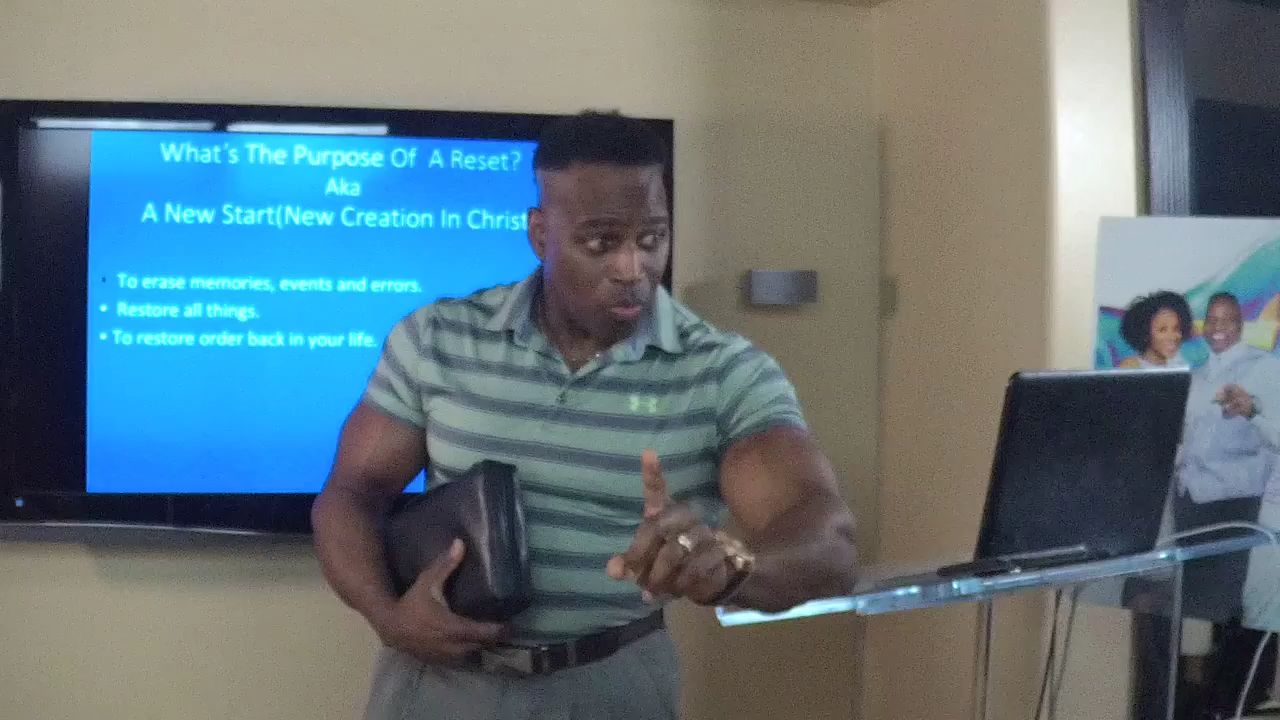 What's The Purpose Of A Reset?
Aka
A New Start(New Creation In Christ
• To erase memories, events and errors.
• Restore all things.
• To restore order back in your life.